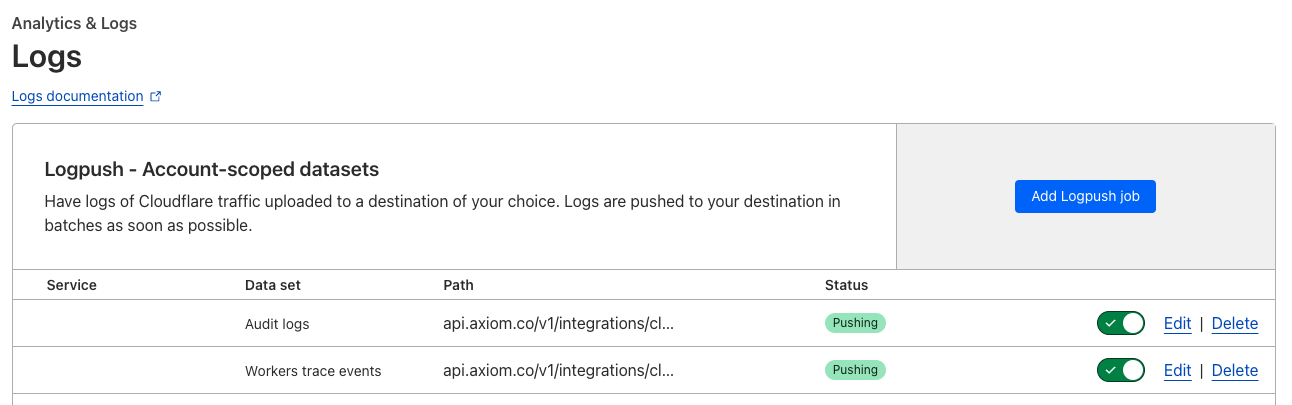 Analytics & Logs
Logs
Logs documentation
Logpush - Account-scoped datasets
Have logs of Cloudflare traffic uploaded to a destination of your choice. Logs are pushed to your destination in
batches as soon as possible.
Add Logpush job
Service Data set Path Status
Audit logs api.axiom.co/v1/integrations/cl... Pushing Edit | Delete
Workers trace events api.axiom.co/v1/integrations/cl... Pushing Edit | Delete